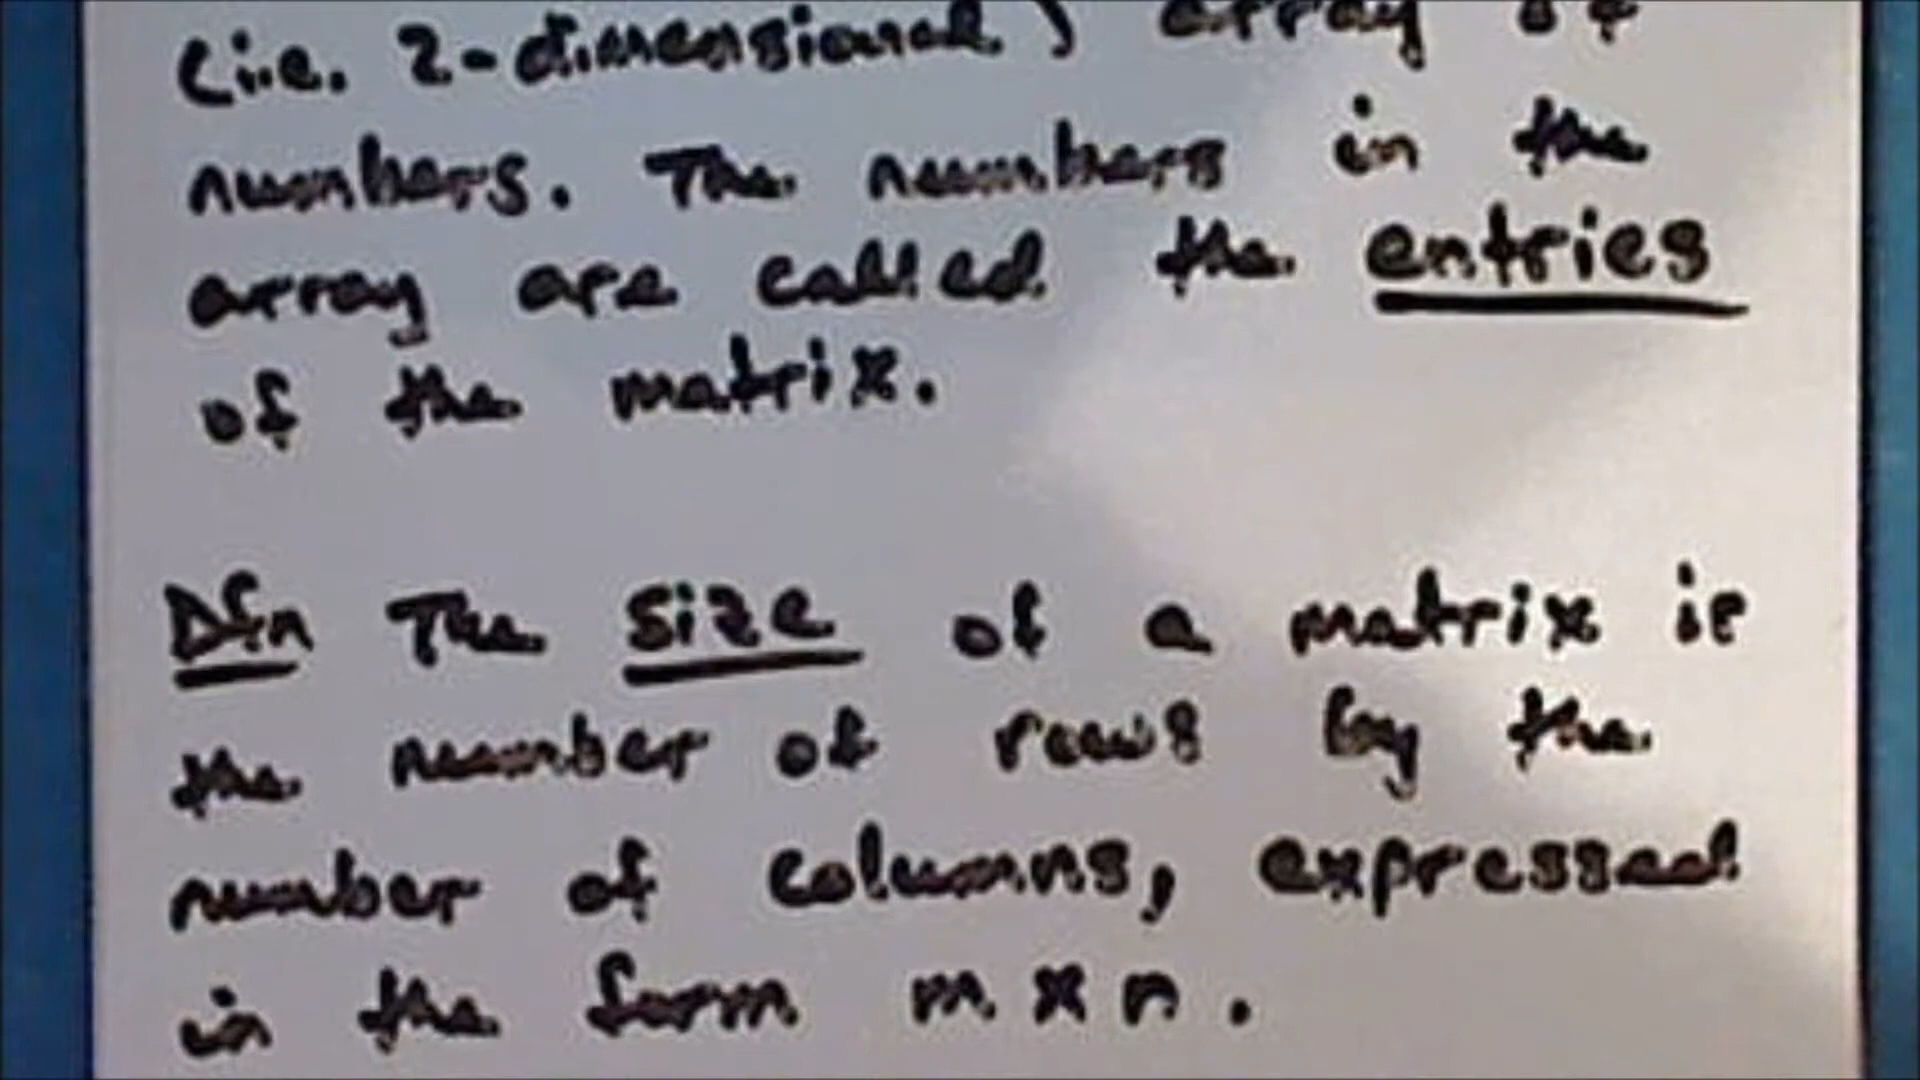 (i.e. 2-dimensional) array of
numbers. The numbers in the
array are called the entries
of the matrix.
Dfn The size of a matrix is
the number of rows by the
number of columns, expressed
in the form m x n.